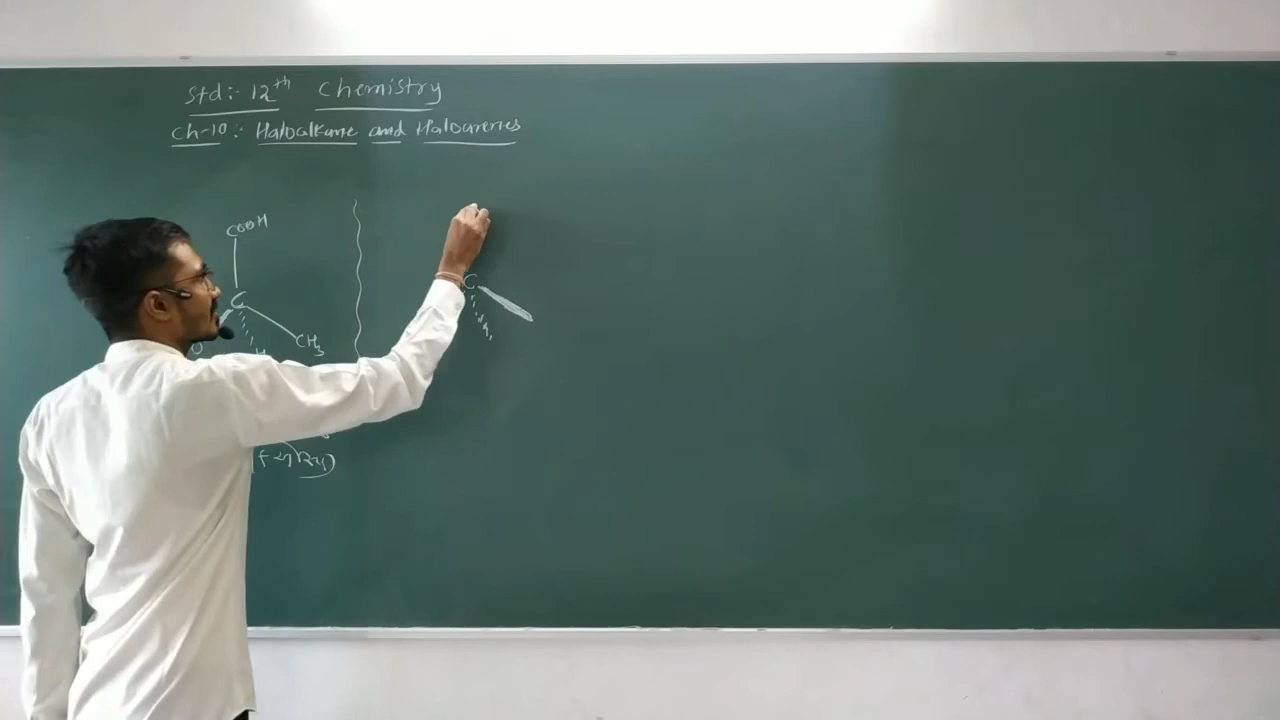 Std:- 12th Chemistry
Ch-10:- Haloalkane and Haloarenes
COOH
C
CH3
H
C